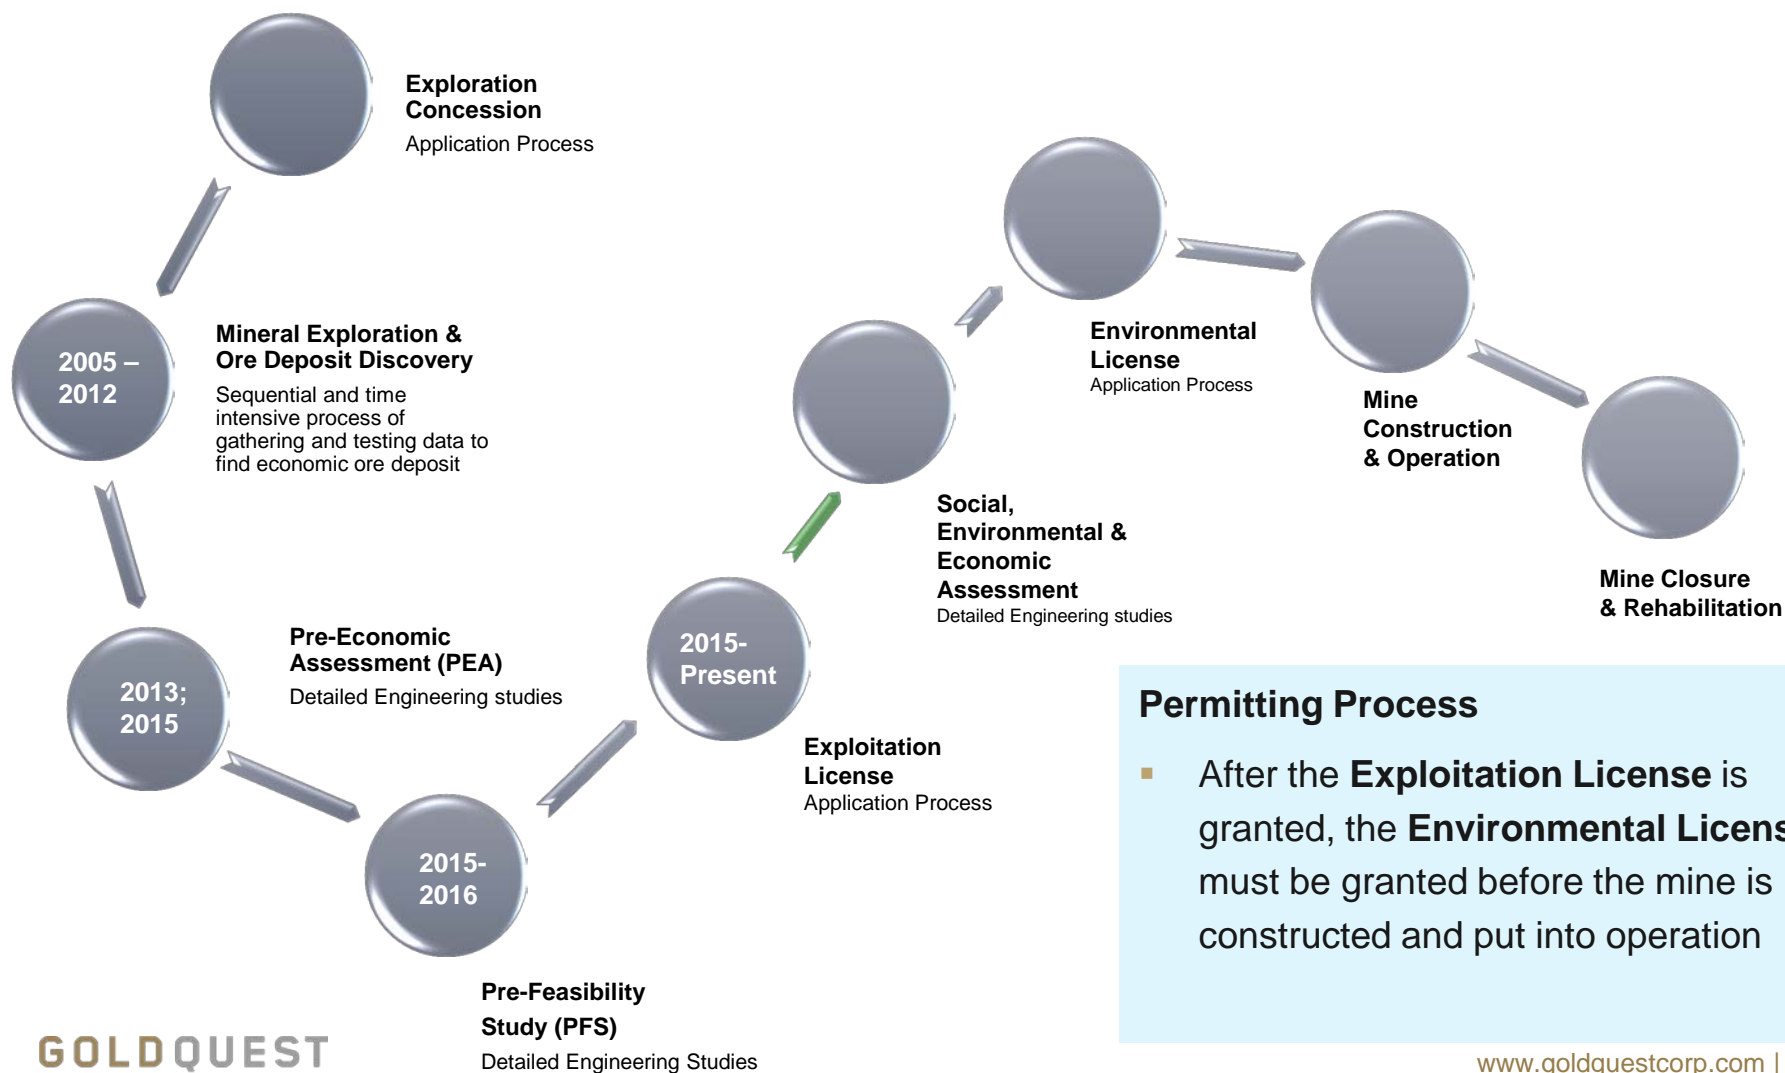 Exploration
Concession
Application Process
2005 –
2012
Mineral Exploration &
Ore Deposit Discovery
Sequential and time
intensive process of
gathering and testing data to
find economic ore deposit
2013;
2015
Pre-Economic
Assessment (PEA)
Detailed Engineering studies
2015-
2016
Pre-Feasibility
Study (PFS)
Detailed Engineering Studies
2015-
Present
Exploitation
License
Application Process
Social,
Environmental &
Economic
Assessment
Detailed Engineering studies
Environmental
License
Application Process
Mine
Construction
& Operation
Mine Closure
& Rehabilitation
Permitting Process
▪ After the Exploitation License is
granted, the Environmental
must be granted before the mine is
constructed and put into operation
GOLDQUEST
www.goldquestcorp.com |